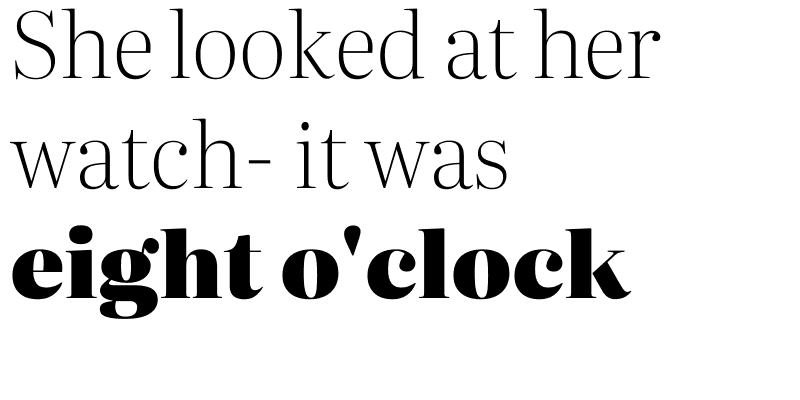 She looked at her
watch- it was
eight o'clock